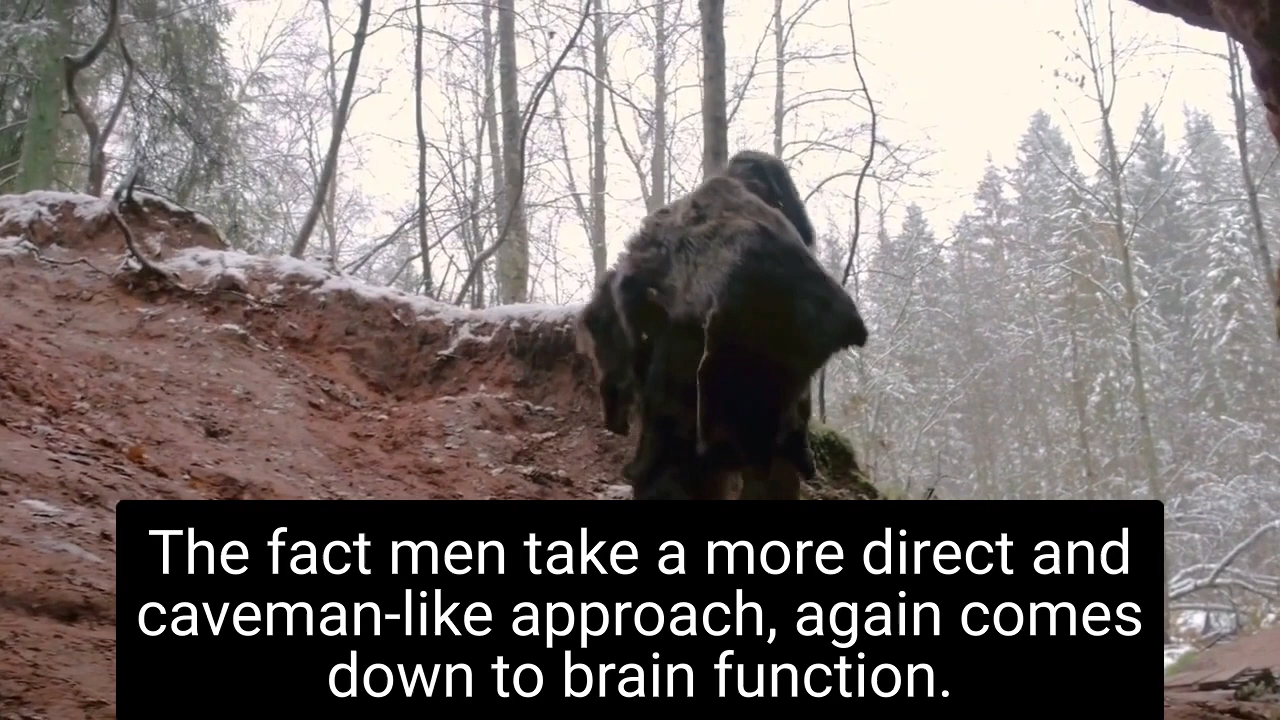 The fact men take a more direct and
caveman-like approach, again comes
down to brain function.